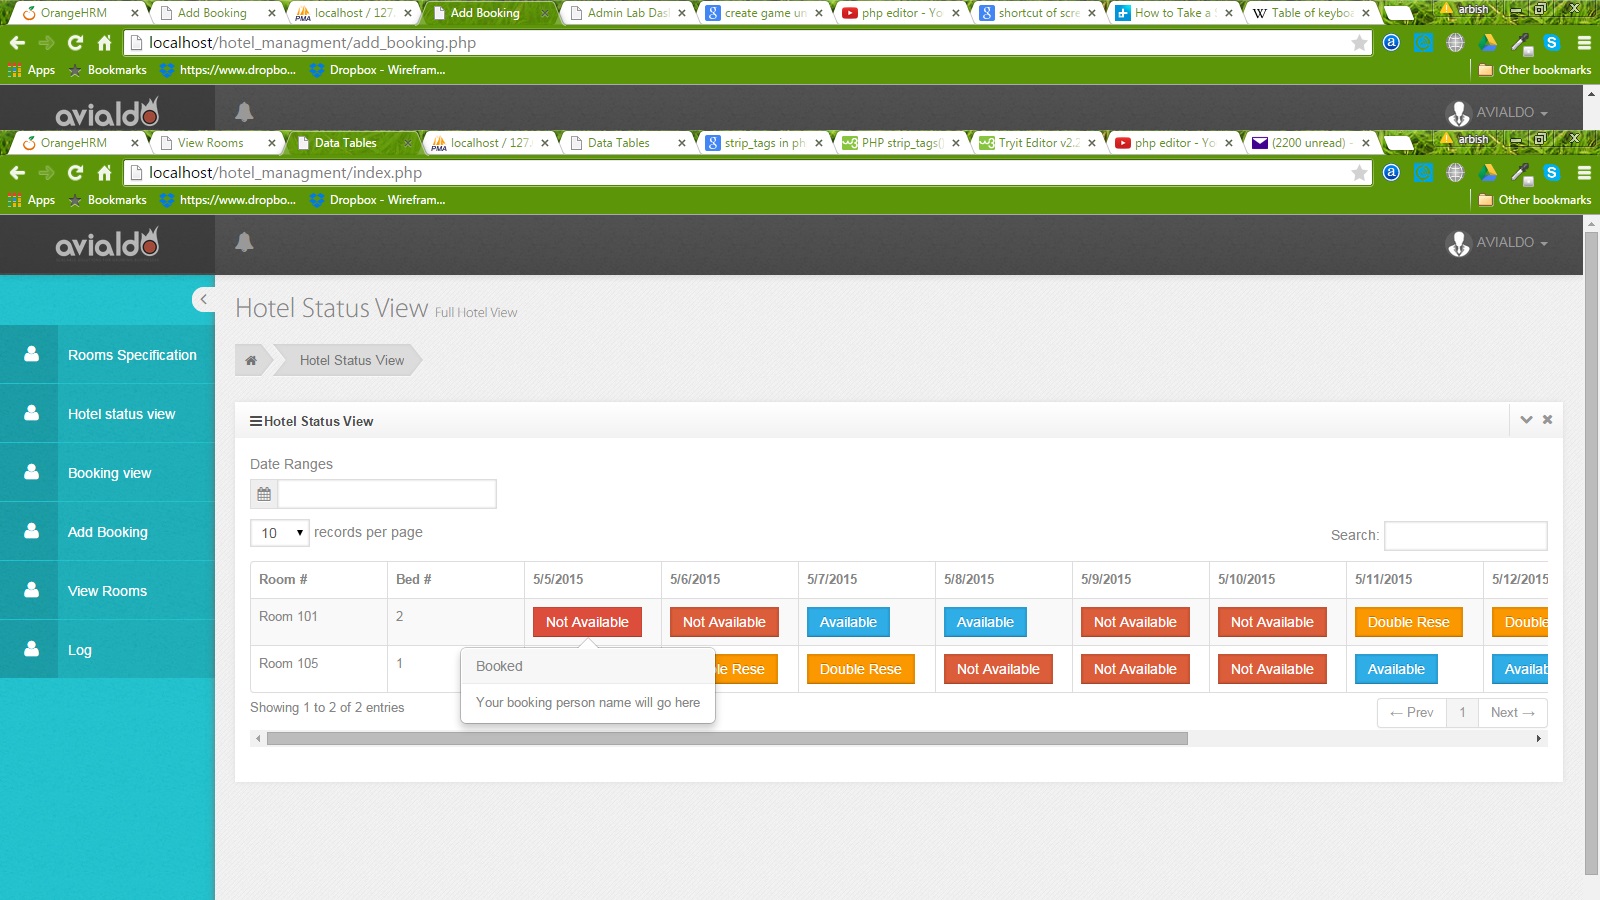 OrangeHRM Add Booking localhost / 127. Add Booking Admin Lab Das create game un php editor - Yo shortcut of scre How to Take a Table of keyboa arbish
localhost/hotel_managment/add_booking.php
Apps Bookmarks https://www.dropbo... Dropbox - Wirefram... Other bookmarks
avialdo AVIALDO
OrangeHRM View Rooms Data Tables localhost / 127. Data Tables strip_tags in ph PHP strip_tags() Tryit Editor v2.2 php editor - Yo (2200 unread) - arbish
localhost/hotel_managment/index.php
Apps Bookmarks https://www.dropbo... Dropbox - Wirefram... Other bookmarks
avialdo AVIALDO
Hotel Status View Full Hotel View
Hotel Status View
Rooms Specification
Hotel status view
Booking view
Add Booking
View Rooms
Log
Hotel Status View
Date Ranges
10 records per page Search:
Room # Bed # 5/5/2015 5/6/2015 5/7/2015 5/8/2015 5/9/2015 5/10/2015 5/11/2015 5/12/2015
Room 101 2 Not Available Not Available Available Available Not Available Not Available Double Rese Double
Room 105 1 le Rese Double Rese Not Available Not Available Not Available Available Availab
Booked
Your booking person name will go here
Showing 1 to 2 of 2 entries ← Prev 1 Next →